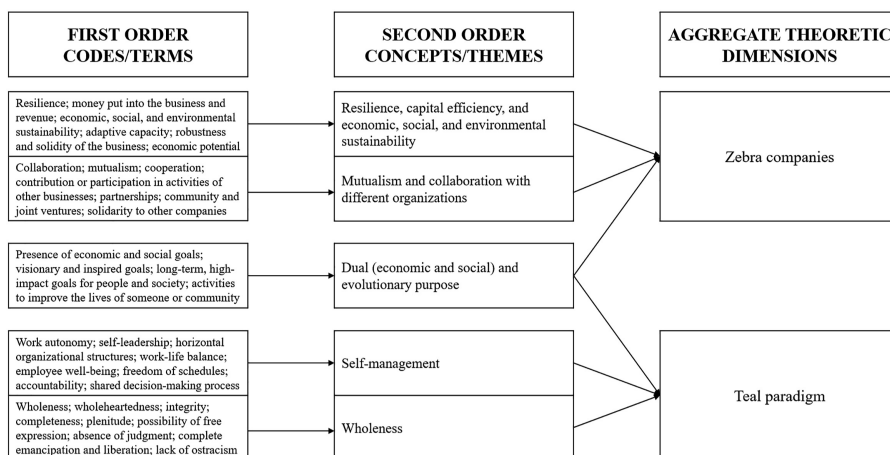 FIRST ORDER
CODES/TERMS
SECOND ORDER
CONCEPTS/THEMES
AGGREGATE THEORETIC
DIMENSIONS
Resilience; money put into the business and
revenue; economic, social, and environmental
sustainability; adaptive capacity; robustness
and solidity of the business; economic potential
Resilience, capital efficiency, and
economic, social, and environmental
sustainability
Zebra companies
Collaboration; mutualism; cooperation;
contribution or participation in activities of
other businesses; partnerships; community and
joint ventures; solidarity to other companies
Mutualism and collaboration with
different organizations
Presence of economic and social goals;
visionary and inspired goals; long-term, high-
impact goals for people and society; activities
to improve the lives of someone or community
Dual (economic and social) and
evolutionary purpose
Work autonomy; self-leadership; horizontal
organizational structures; work-life balance;
employee well-being; freedom of schedules;
accountability; shared decision-making process
Self-management
Teal paradigm
Wholeness; wholeheartedness; integrity;
completeness; plenitude; possibility of free
expression; absence of judgment; complete
emancipation and liberation; lack of ostracism
Wholeness